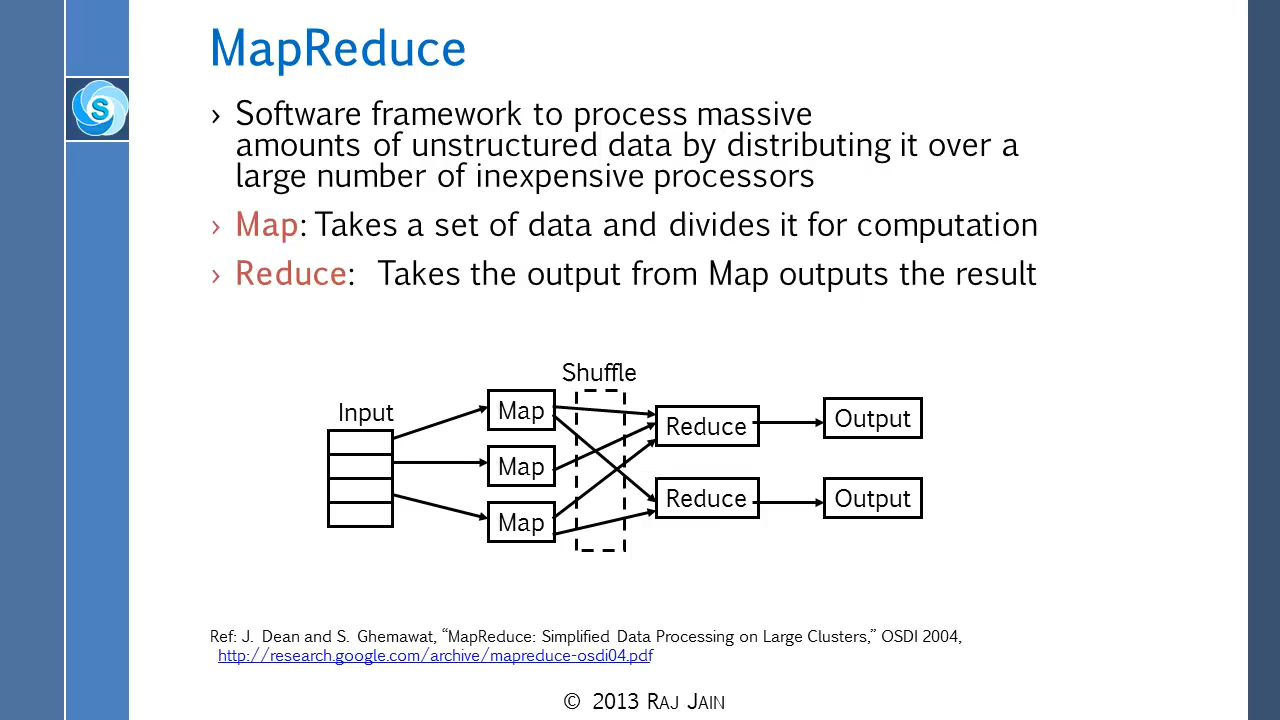 MapReduce
S
› Software framework to process massive
amounts of unstructured data by distributing it over a
large number of inexpensive processors
› Map: Takes a set of data and divides it for computation
› Reduce: Takes the output from Map outputs the result
Shuffle
Input
Map
Reduce
Output
Map
Reduce
Output
Map
Ref: J. Dean and S. Ghemawat, “MapReduce: Simplified Data Processing on Large Clusters,” OSDI 2004,
http://research.google.com/archive/mapreduce-osdi04.pdf
© 2013 RAJ JAIN